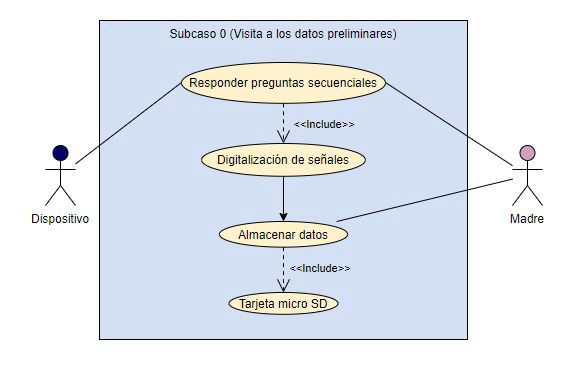 Subcaso 0 (Visita a los datos preliminares)
Responder preguntas secuenciales
<<Include>>
Digitalización de señales
Dispositivo
Madre
Almacenar datos
<<Include>>
Tarjeta micro SD